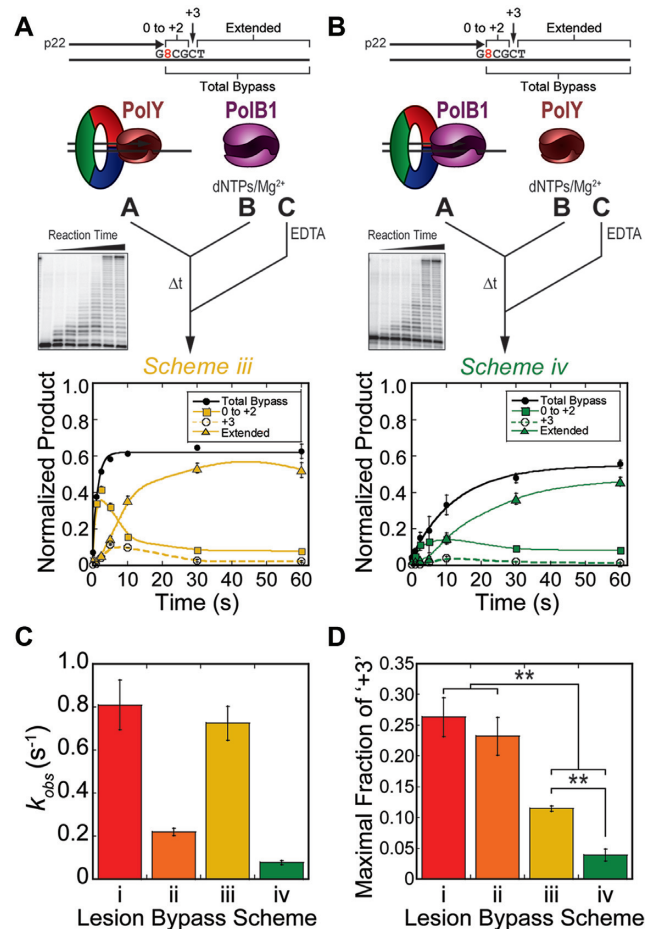 A
+3
0 to +2
Extended
p22
G8CGCT
Total Bypass
PolY
PolB1
dNTPs/Mg²⁺
A B C
EDTA
Reaction Time
Δt
Scheme iii
Normalized Product
1.0
0.8
0.6
0.4
0.2
0
Total Bypass
0 to +2
+3
Extended
0 10 20 30 40 50 60
Time (s)
B
+3
0 to +2
Extended
p22
G8CGCT
Total Bypass
PolB1
PolY
dNTPs/Mg²⁺
A B C
EDTA
Reaction Time
Δt
Scheme iv
Normalized Product
1.0
0.8
0.6
0.4
0.2
0
Total Bypass
0 to +2
+3
Extended
0 10 20 30 40 50 60
Time (s)
C
kobs (s⁻¹)
1.0
0.8
0.6
0.4
0.2
0
i ii iii iv
Lesion Bypass Scheme
D
Maximal Fraction of '+3'
0.35
0.30
0.25
0.20
0.15
0.10
0.05
0
**
**
i ii iii iv
Lesion Bypass Scheme